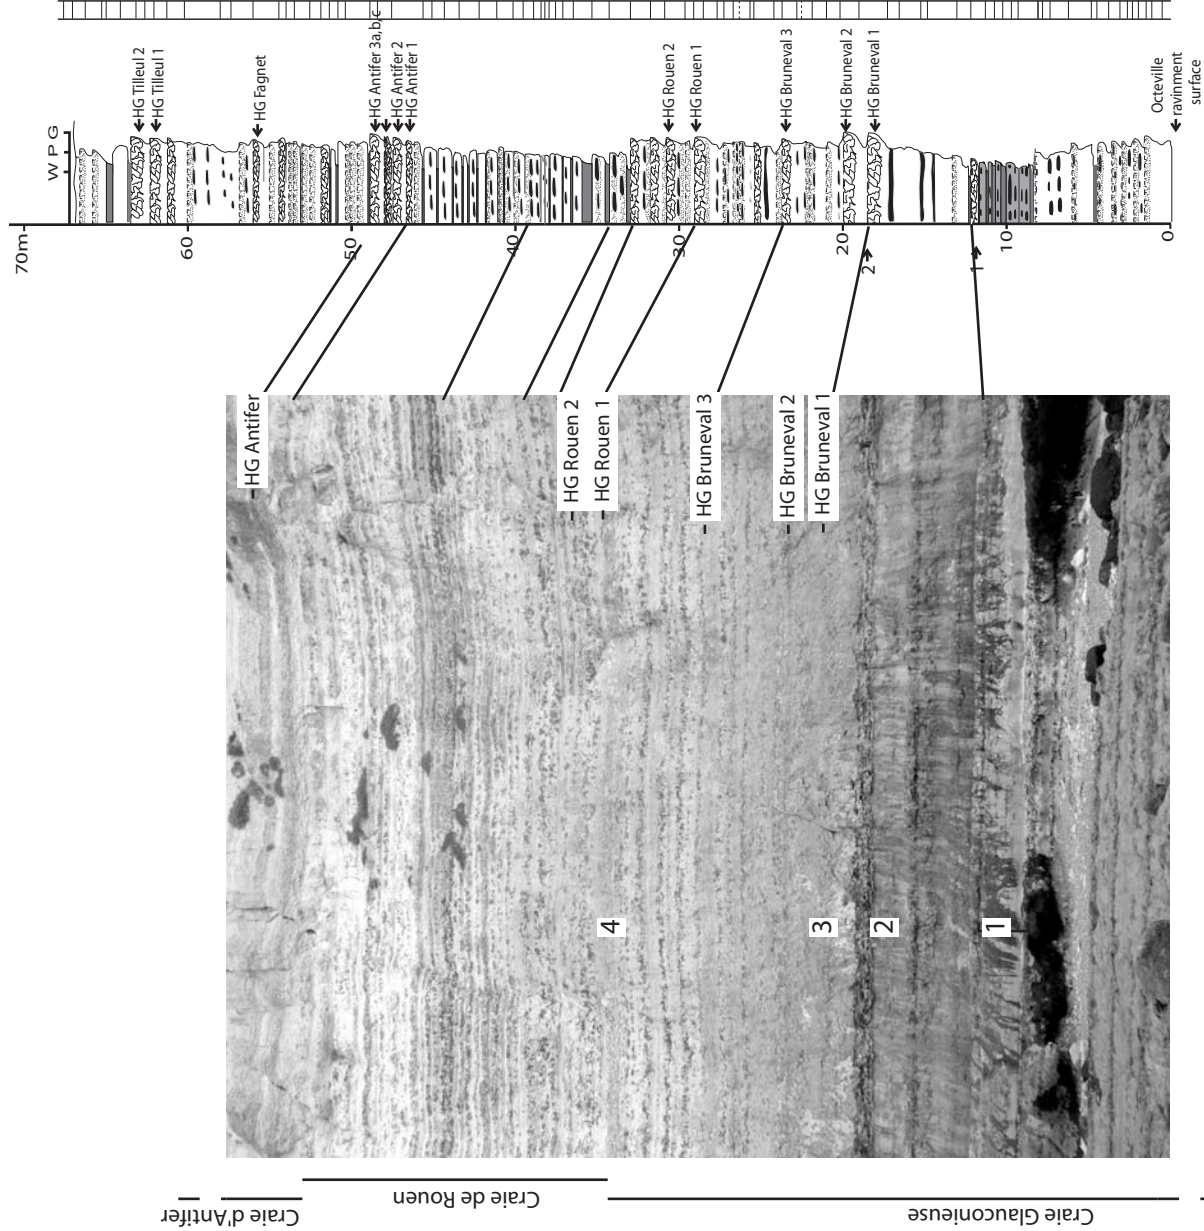 W P G
HG Tilleul 2
HG Tilleul 1
HG Fagnet
HG Antifer 3a,b,c
HG Antifer 2
HG Antifer 1
HG Rouen 2
HG Rouen 1
HG Bruneval 3
HG Bruneval 2
HG Bruneval 1
Octeville
ravinment
surface
70m
60
50
40
30
20
2
10
1
0
HG Antifer
HG Rouen 2
HG Rouen 1
HG Bruneval 3
HG Bruneval 2
HG Bruneval 1
4
3
2
1
Craie d'Antifer
Craie de Rouen
Craie Glauconieuse